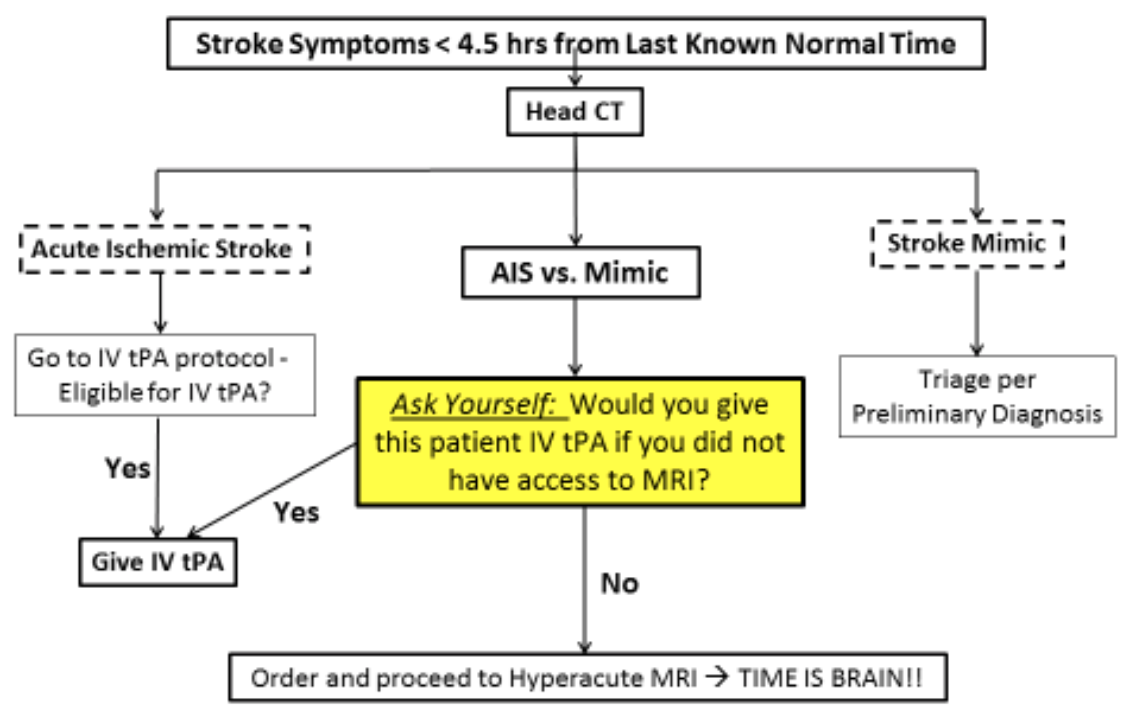 Stroke Symptoms < 4.5 hrs from Last Known Normal Time
Head CT
Acute Ischemic Stroke
AIS vs. Mimic
Stroke Mimic
Go to IV tPA protocol -
Eligible for IV tPA?
Ask Yourself: Would you give
this patient IV tPA if you did not
have access to MRI?
Triage per
Preliminary Diagnosis
Yes
Yes
Give IV tPA
No
Order and proceed to Hyperacute MRI → TIME IS BRAIN!!